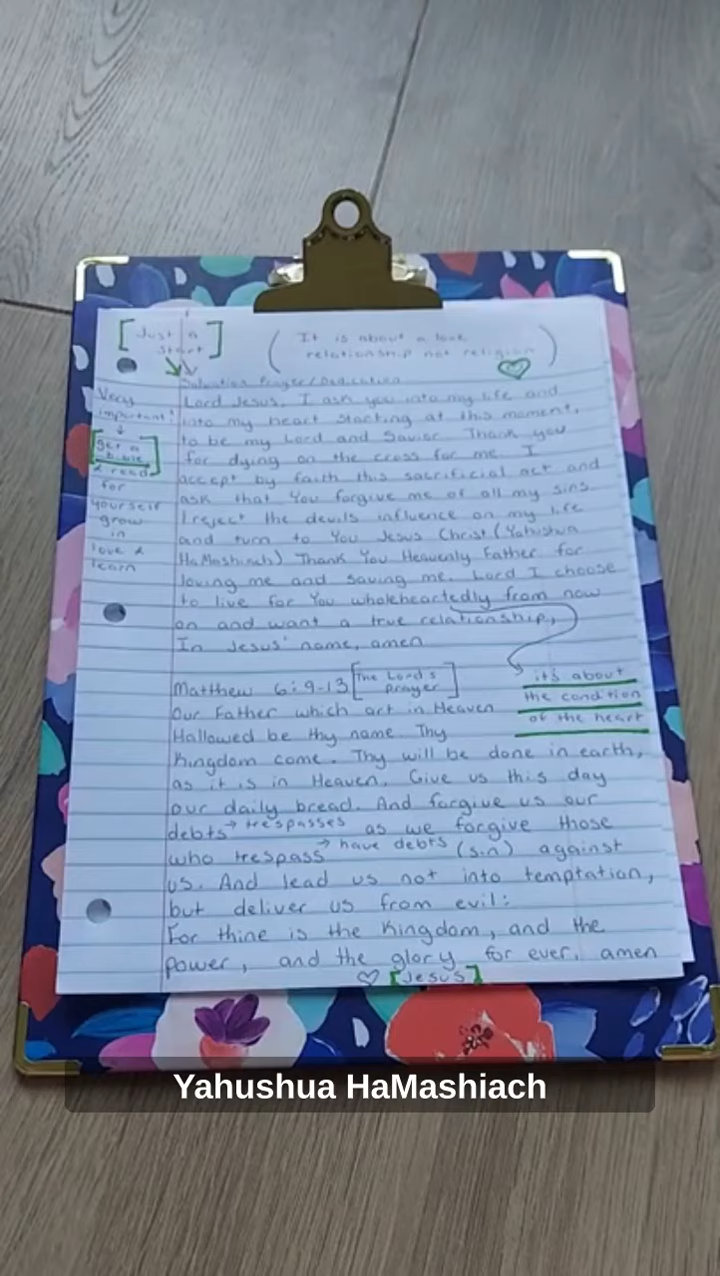 [Just a
Start]
(It is about a love
relationship not religion)
Salvation Prayer/Dedication
Lord Jesus, I ask you into my life and
into my heart starting at this moment,
to be my Lord and Savior. Thank you
for dying on the cross for me. I
accept by faith this sacrificial act and
ask that You forgive me of all my sins.
I reject the devils influence on my life
and turn to You Jesus Christ (Yahushua
HaMashiach) Thank You Heavenly Father for
loving me and saving me. Lord I choose
to live for You wholeheartedly from now
on and want a true relationship,
In Jesus' name, amen
Very
important!
↓
[Get a
bible]
& read
for
yourself
grow
in
love &
learn
it's about
the condition
of the heart
Matthew 6:9-13 [The Lord's
prayer]
Our Father which art in Heaven
Hallowed be thy name. Thy
Kingdom come. Thy will be done in earth,
as it is in Heaven. Give us this day
our daily bread. And forgive us our
debts → trespasses as we forgive those
who trespass → have debts (sin) against
us. And lead us not into temptation,
but deliver us from evil:
For thine is the Kingdom, and the
power, and the glory for ever, amen
♡ [Jesus]
Yahushua HaMashiach